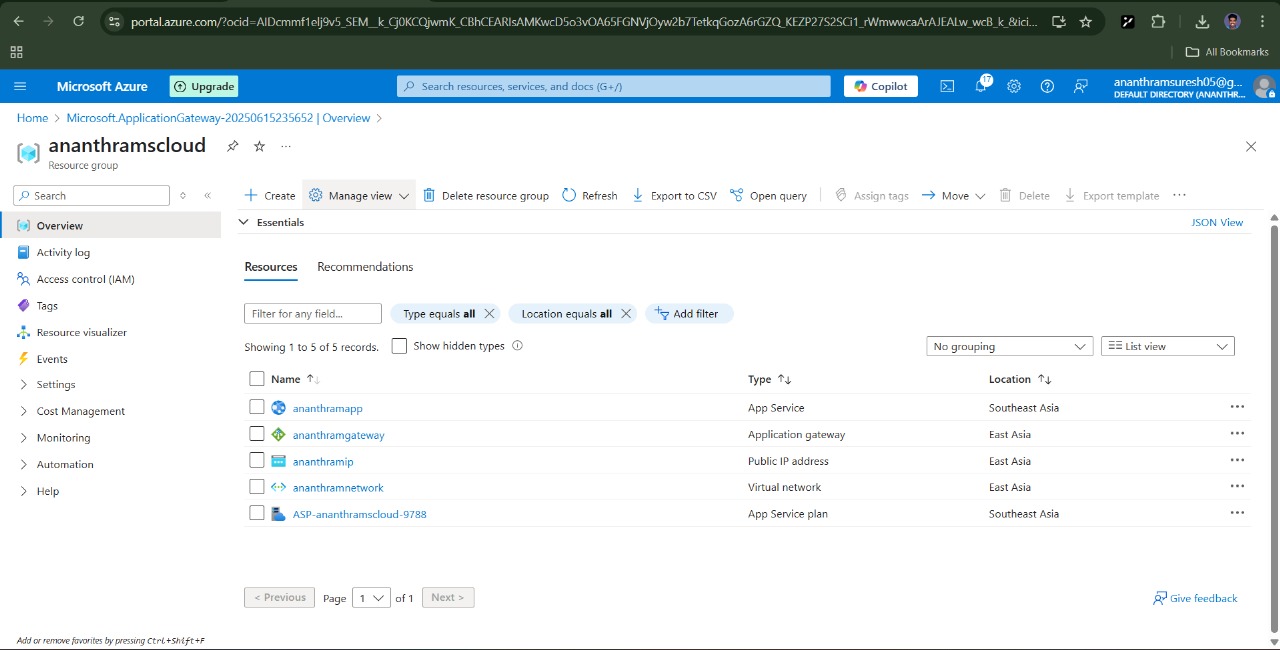 portal.azure.com/?ocid=AIDcmmf1elj9v5_SEM__k_Cj0KCQjwmK_CBhCEARIsAMKwcD5o3vOA65FGNVjOyw2b7TetkqGozA6rGZQ_KEZP27S2SCi1_rWmwwcaArAJEALw_wcB_k_&ici...
All Bookmarks
Microsoft Azure
Upgrade
Search resources, services, and docs (G+/)
Copilot
17
ananthramsuresh05@g...
DEFAULT DIRECTORY (ANANTHR...
Home > Microsoft.ApplicationGateway-20250615235652 | Overview >
ananthramscloud
Resource group
Search
Create
Manage view
Delete resource group
Refresh
Export to CSV
Open query
Assign tags
Move
Delete
Export template
Overview
Activity log
Access control (IAM)
Tags
Resource visualizer
Events
Settings
Cost Management
Monitoring
Automation
Help
Essentials
JSON View
Resources Recommendations
Filter for any field...
Type equals all
Location equals all
Add filter
Showing 1 to 5 of 5 records.
Show hidden types
No grouping
List view
Name Type Location
ananthramapp App Service Southeast Asia
ananthramgateway Application gateway East Asia
ananthramip Public IP address East Asia
ananthramnetwork Virtual network East Asia
ASP-ananthramscloud-9788 App Service plan Southeast Asia
< Previous Page 1 of 1 Next >
Give feedback
Add or remove favorites by pressing Ctrl+Shift+F